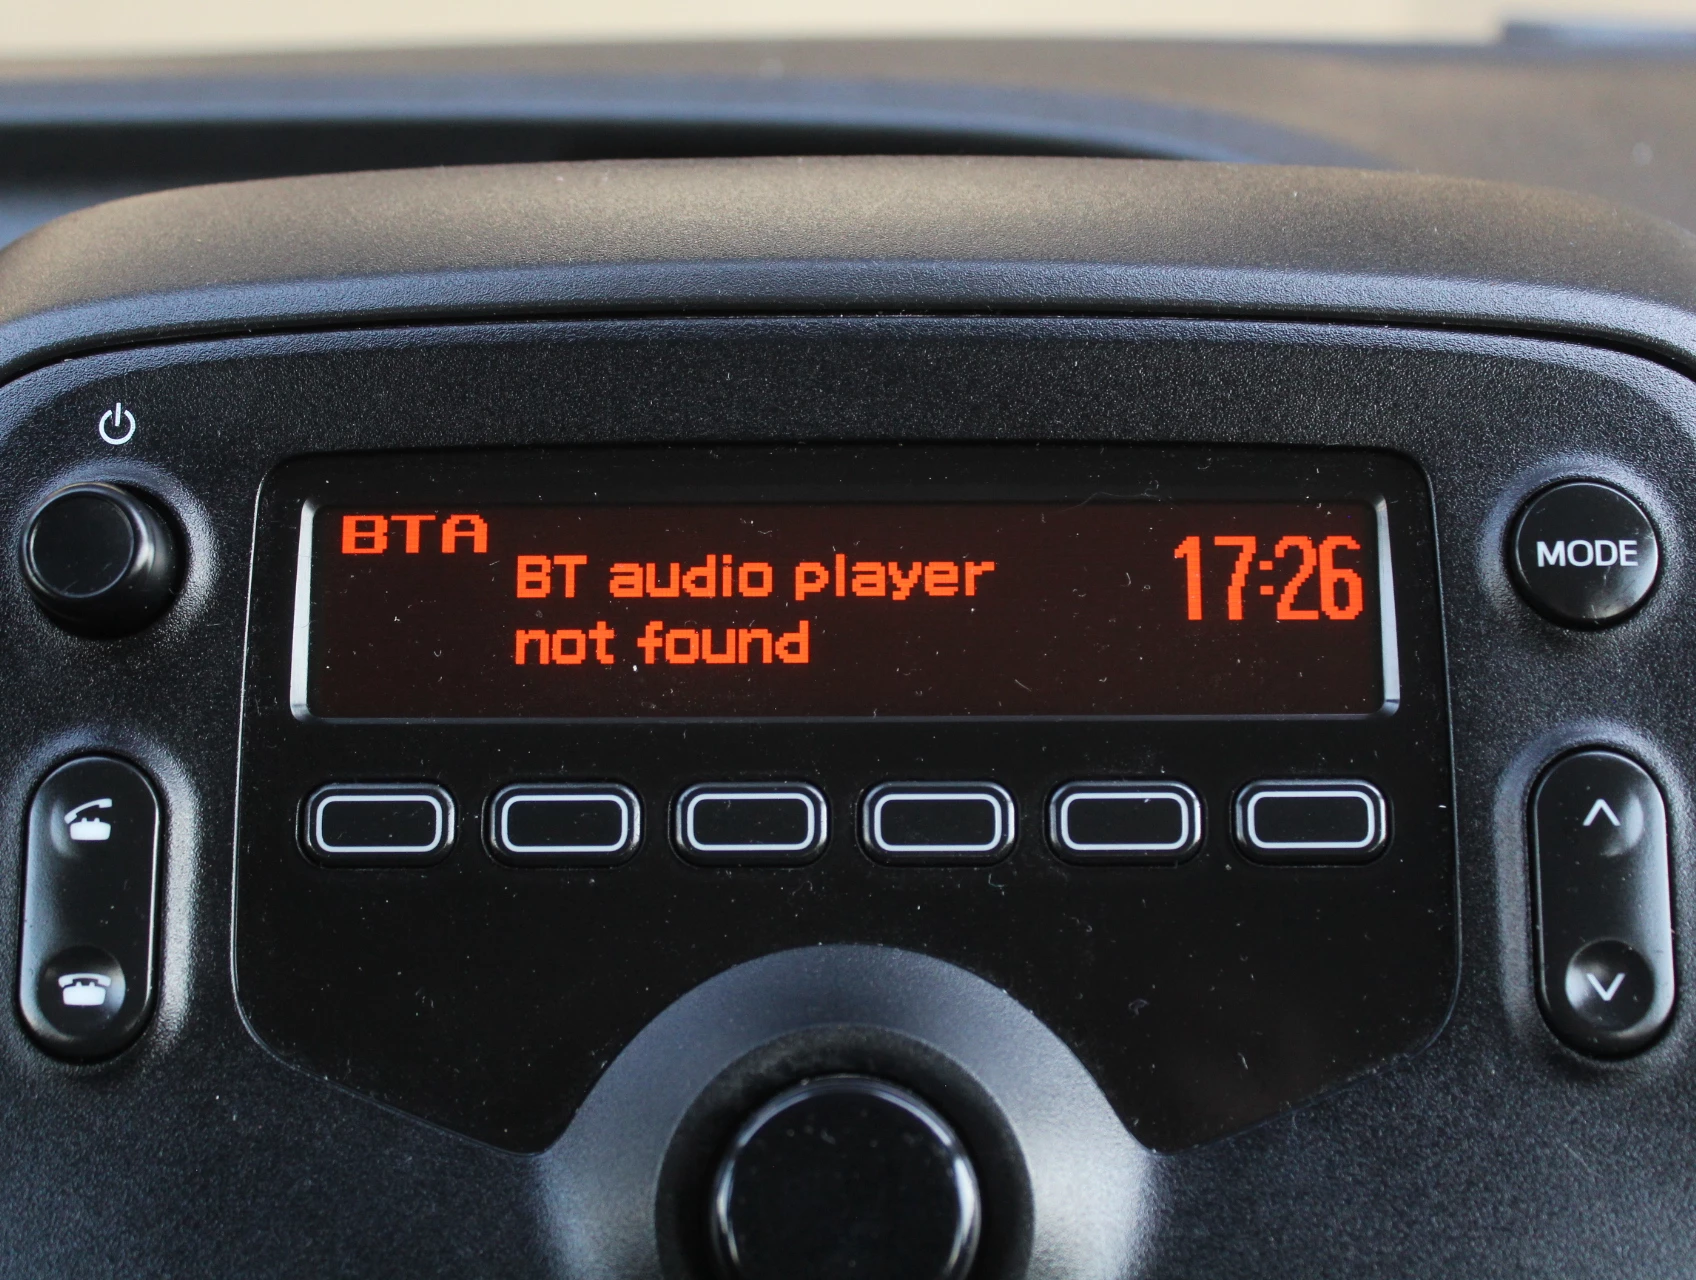 BTA
BT audio player
not found
17:26
MODE